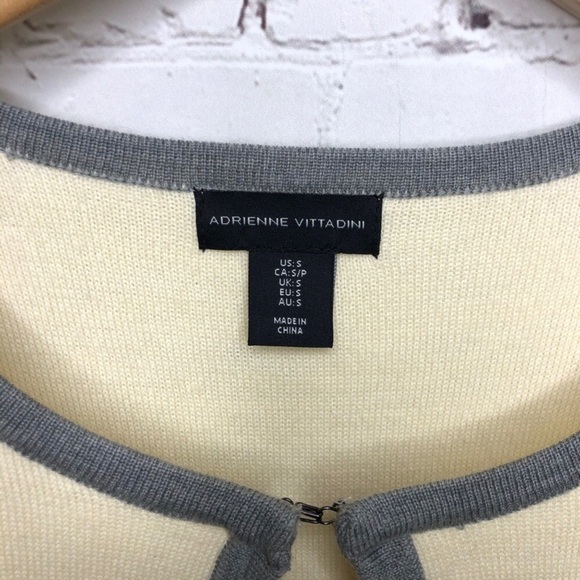 ADRIENNE VITTADINI
US:S
CA:S/P
UK:S
EU:S
AU:S
MADE IN
CHINA